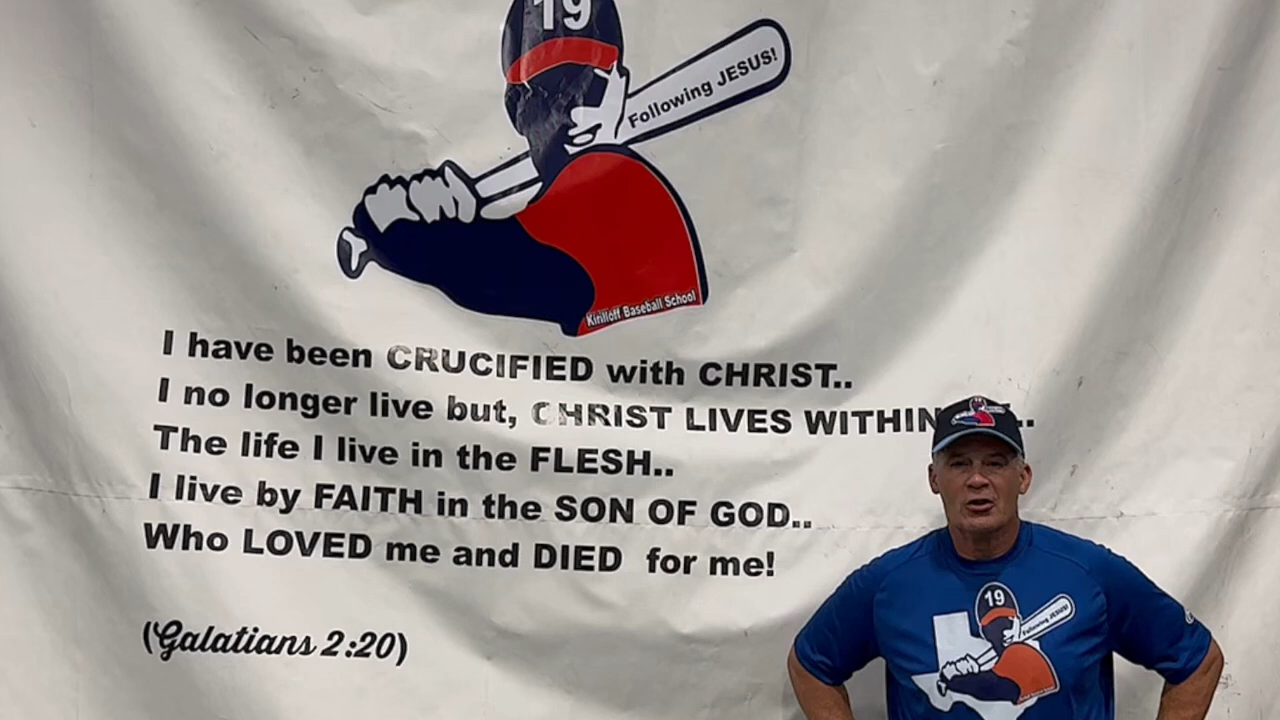 19
Following JESUS!
Kirilloff Baseball School
I have been CRUCIFIED with CHRIST..
I no longer live but, CHRIST LIVES WITHIN
The life I live in the FLESH..
I live by FAITH in the SON OF GOD..
Who LOVED me and DIED for me!
(Galatians 2:20)
19
Following JESUS!